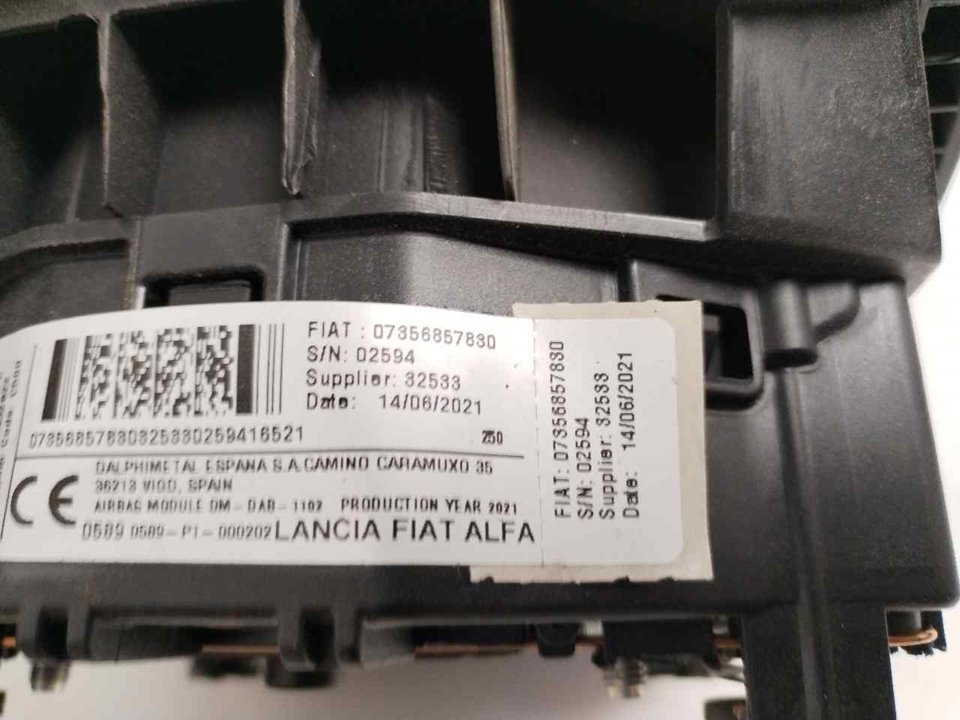 FIAT : 07356857830
S/N: 02594
Supplier: 32533
Date: 14/06/2021
07356857830325330259416521
Z50
DALPHIMETAL ESPANA S.A.CAMINO CARAMUXO 35
36213 VIGO, SPAIN
AIRBAG MODULE DM - DAB - 1102 PRODUCTION YEAR 2021
0589 0589- P1- 000202 LANCIA FIAT ALFA
CE
FIAT: 07356857830
S/N: 02594
Supplier: 32533
Date: 14/06/2021